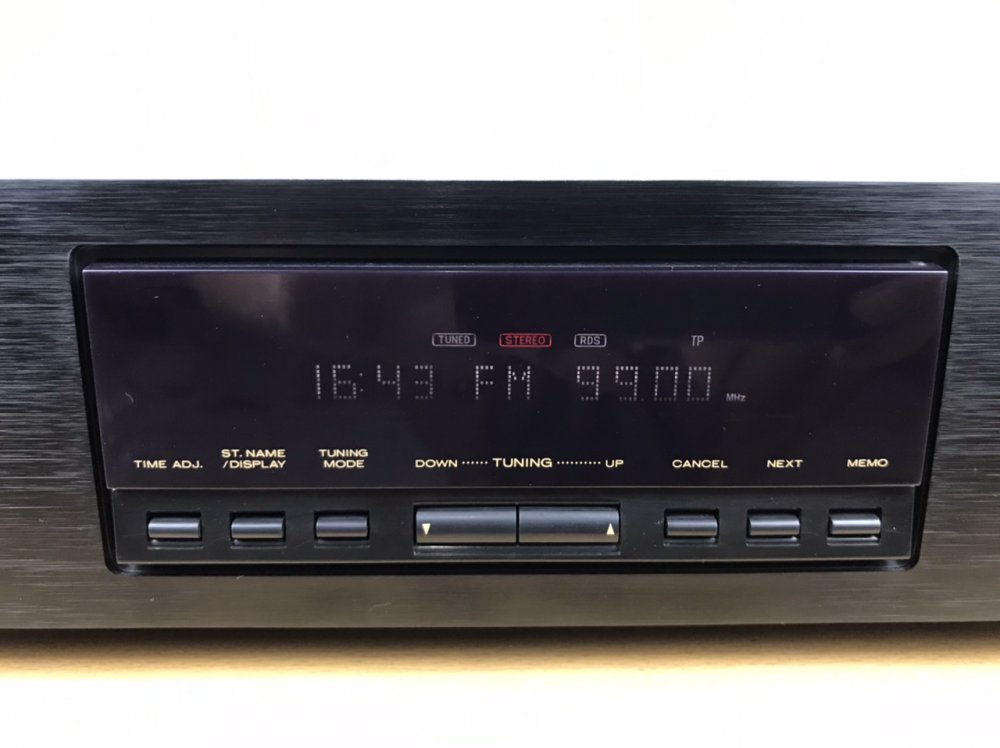 TUNED STEREO RDS TP
16:43 FM 99.00 MHz
TIME ADJ.
ST. NAME
/DISPLAY
TUNING
MODE
DOWN ······ TUNING ·········· UP
CANCEL
NEXT
MEMO